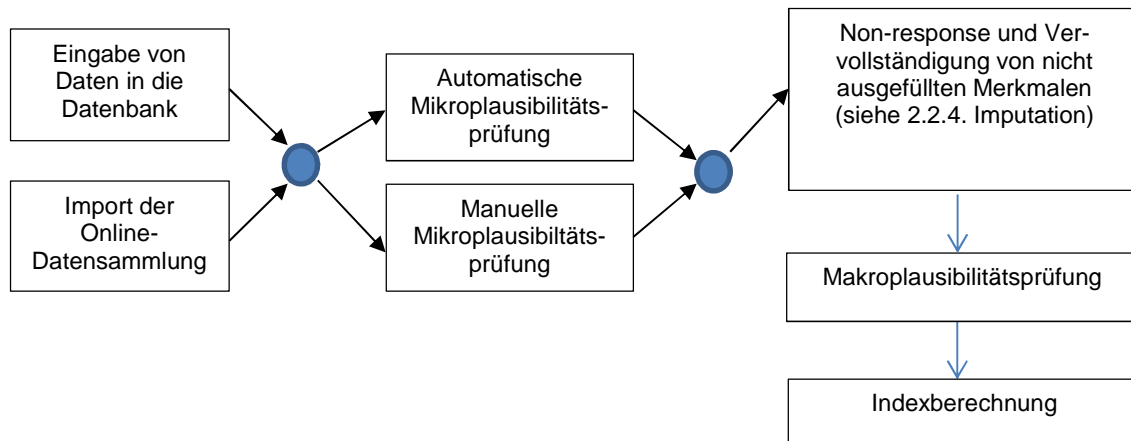 Eingabe von
Daten in die
Datenbank
Import der
Online-
Datensammlung
Automatische
Mikroplausibilitäts-
prüfung
Manuelle
Mikroplausibiltäts-
prüfung
Non-response und Ver-
vollständigung von nicht
ausgefüllten Merkmalen
(siehe 2.2.4. Imputation)
Makroplausibilitätsprüfung
Indexberechnung